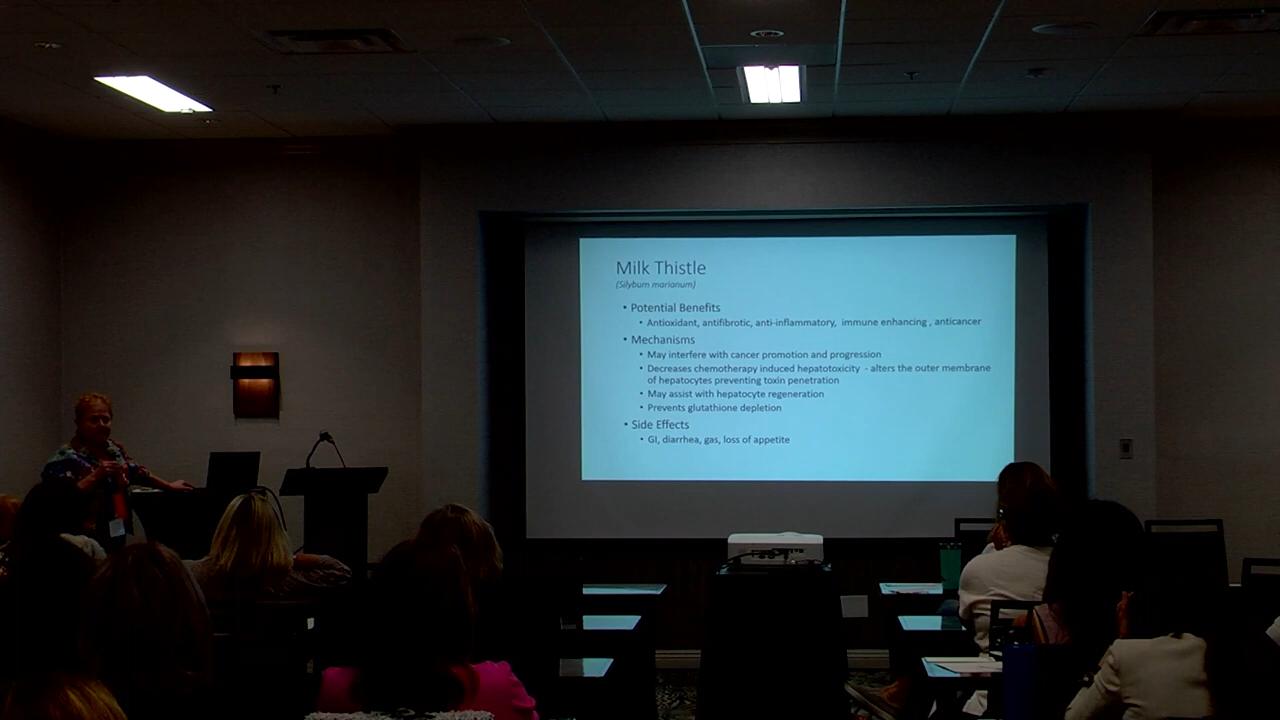 Milk Thistle
(Silybum marianum)
• Potential Benefits
• Antioxidant, antifibrotic, anti-inflammatory, immune enhancing , anticancer
• Mechanisms
• May interfere with cancer promotion and progression
• Decreases chemotherapy induced hepatotoxicity - alters the outer membrane
of hepatocytes preventing toxin penetration
• May assist with hepatocyte regeneration
• Prevents glutathione depletion
• Side Effects
• GI, diarrhea, gas, loss of appetite